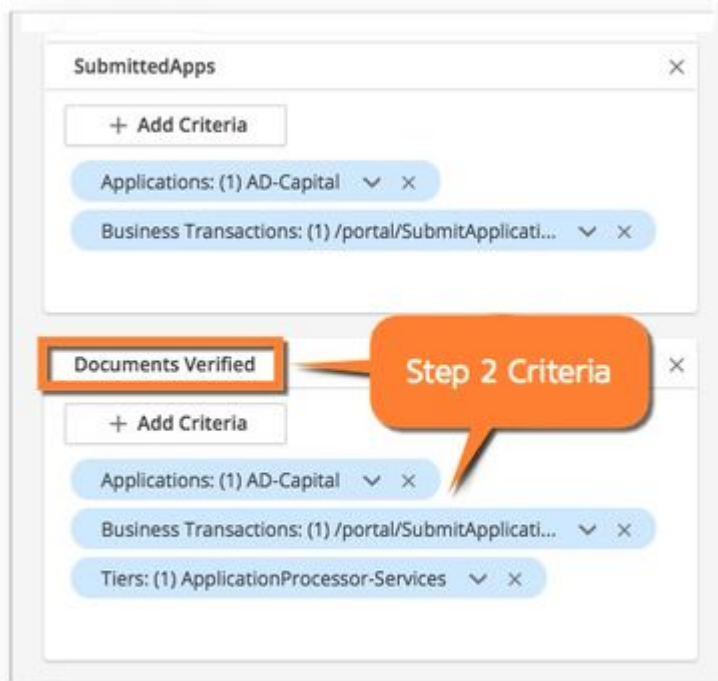 SubmittedApps
+ Add Criteria
Applications: (1) AD-Capital
Business Transactions: (1) /portal/SubmitApplicati...
Documents Verified
Step 2 Criteria
+ Add Criteria
Applications: (1) AD-Capital
Business Transactions: (1) /portal/SubmitApplicati...
Tiers: (1) ApplicationProcessor-Services